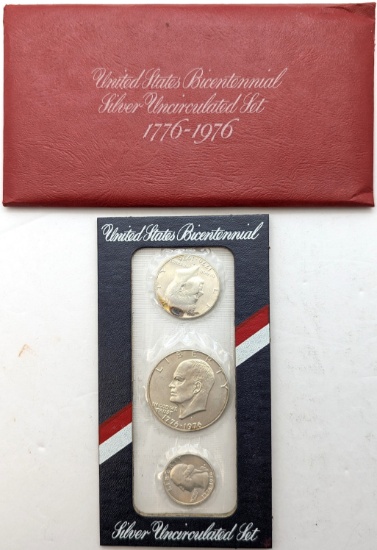 United States Bicentennial
Silver Uncirculated Set
1776-1976
United States Bicentennial
LIBERTY
1776-1976
Silver Uncirculated Set